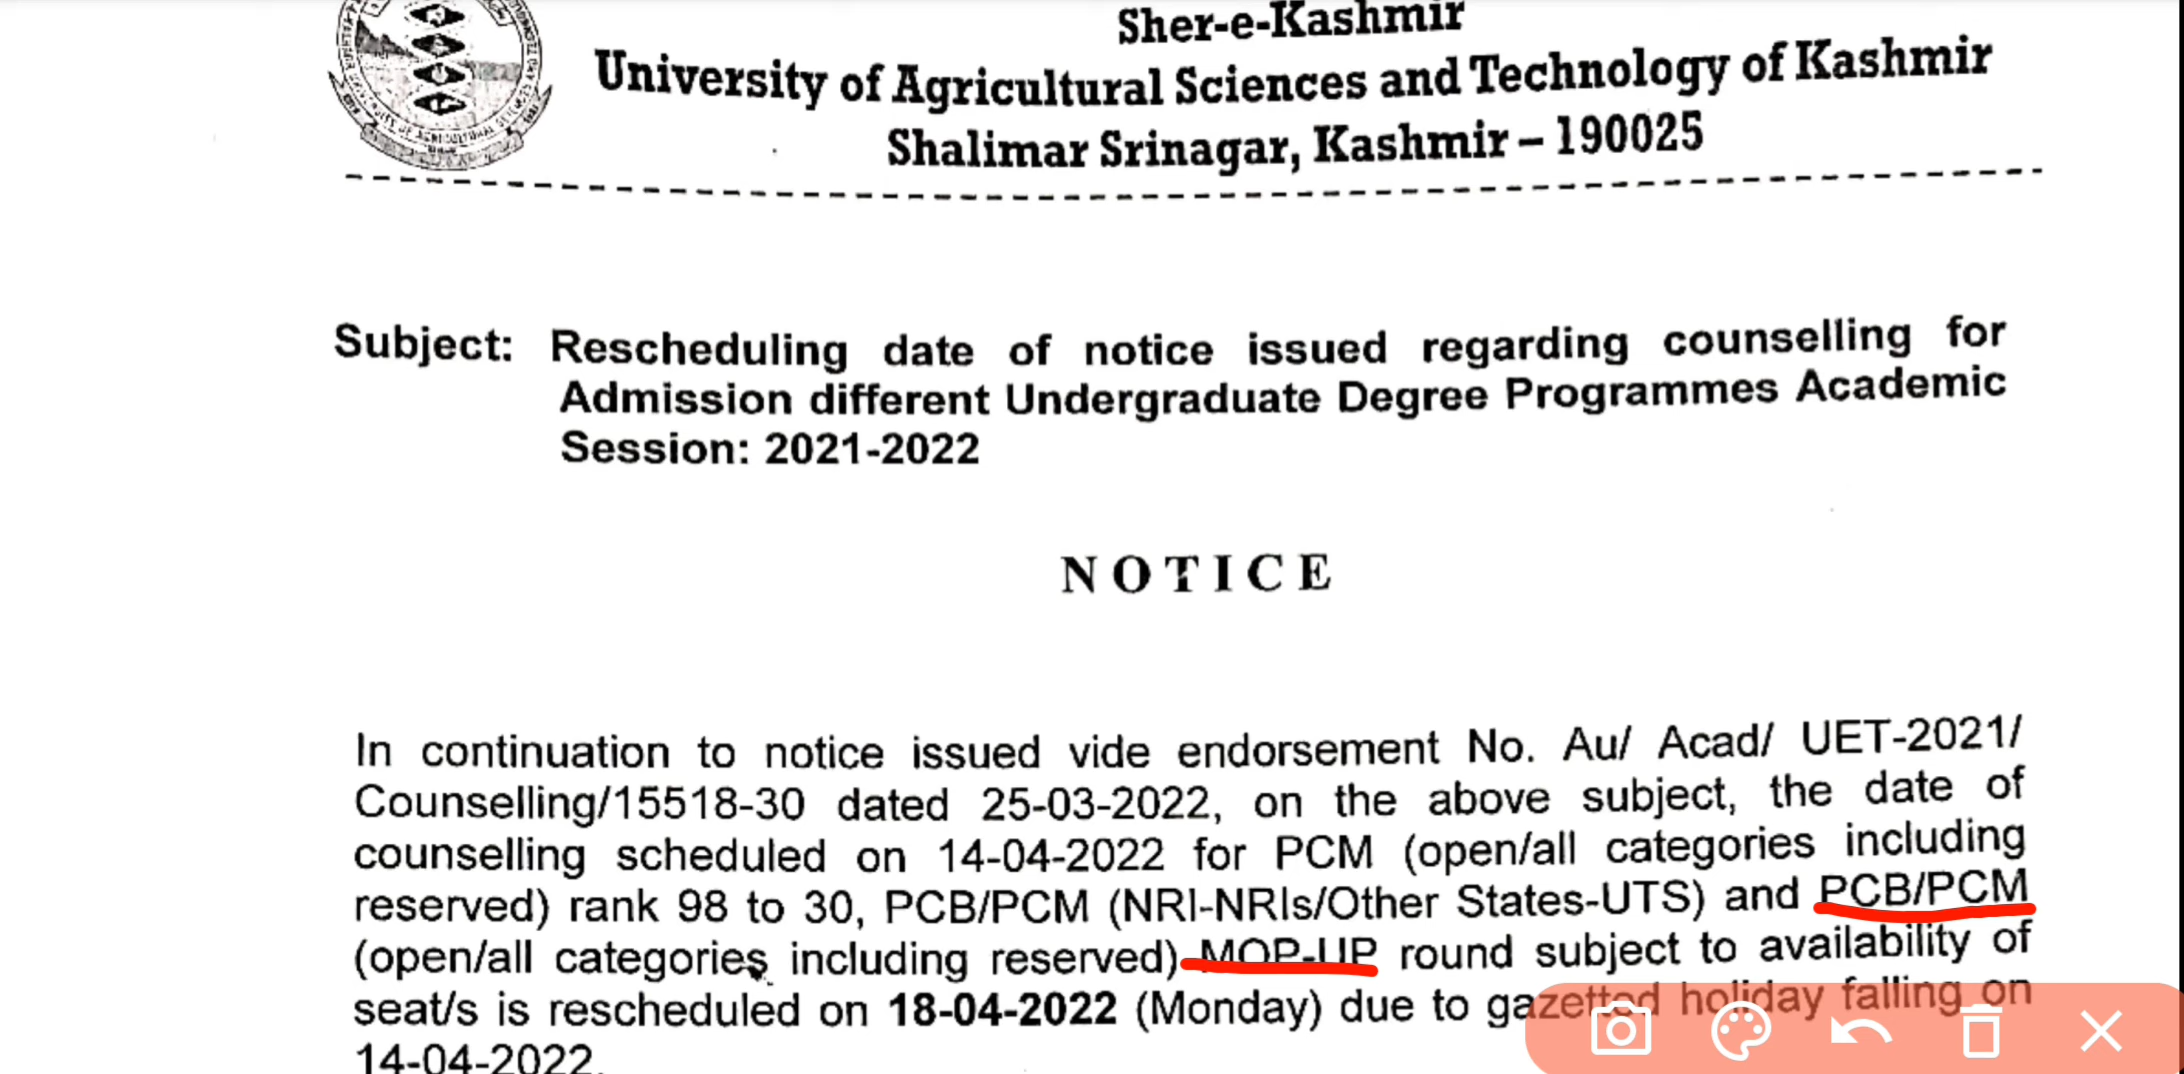 Sher-e-Kashmir
University of Agricultural Sciences and Technology of Kashmir
Shalimar Srinagar, Kashmir – 190025
Subject: Rescheduling date of notice issued regarding counselling for
Admission different Undergraduate Degree Programmes Academic
Session: 2021-2022
NOTICE
In continuation to notice issued vide endorsement No. Au/ Acad/ UET-2021/
Counselling/15518-30 dated 25-03-2022, on the above subject, the date of
counselling scheduled on 14-04-2022 for PCM (open/all categories including
reserved) rank 98 to 30, PCB/PCM (NRI-NRIs/Other States-UTS) and PCB/PCM
(open/all categories including reserved) MOP-UP round subject to availability of
seat/s is rescheduled on 18-04-2022 (Monday) due to gazetted holiday falling on
14-04-2022.